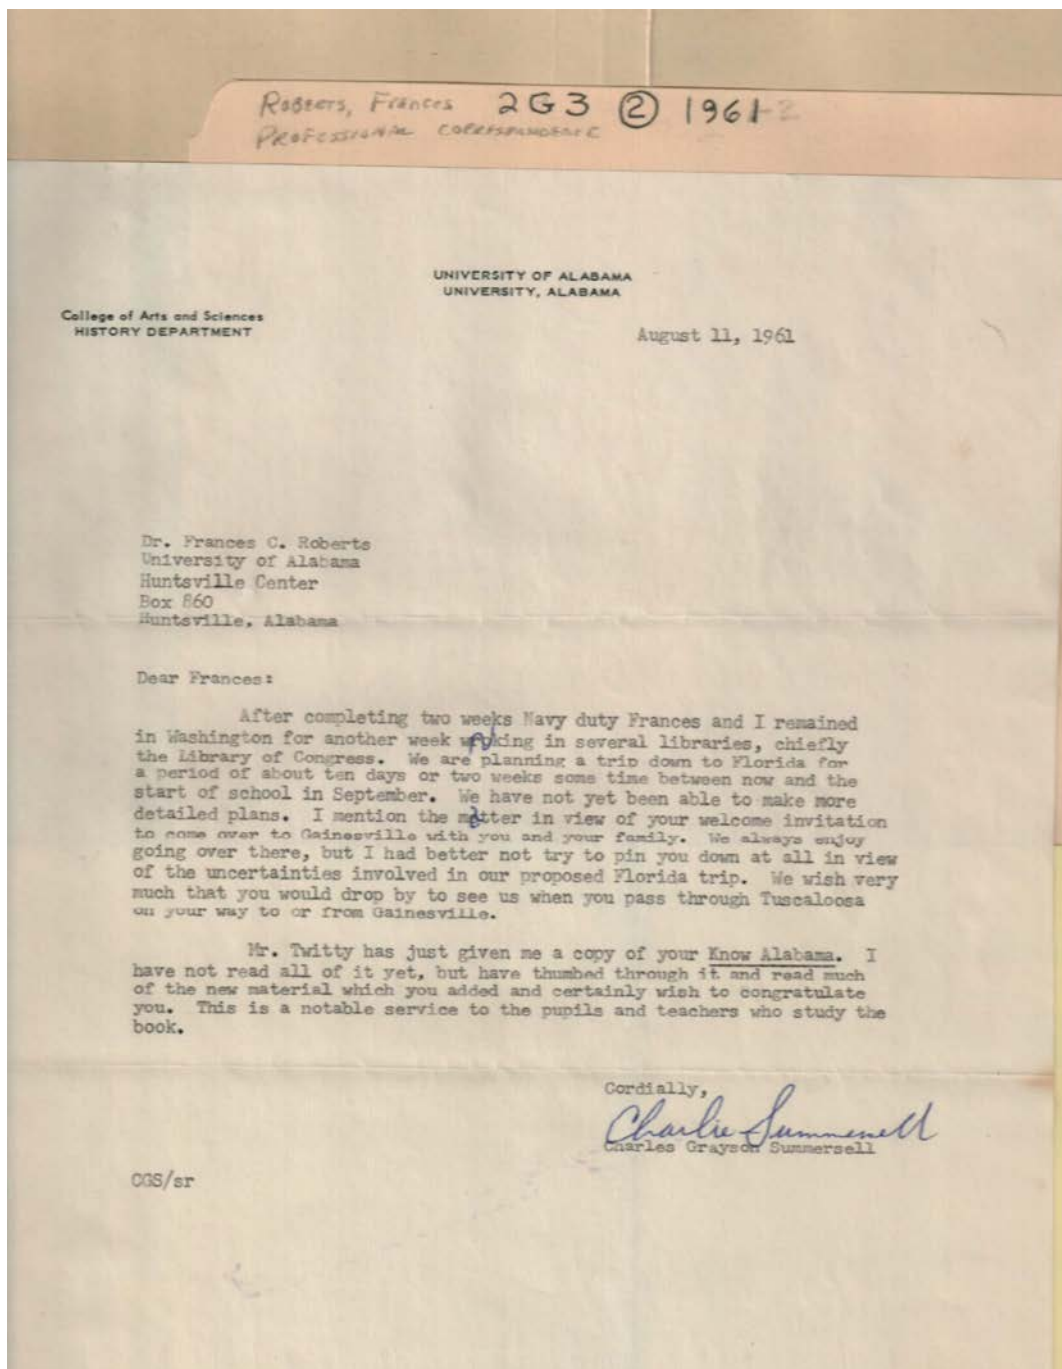 Roberts, Frances 2G3 ② 1961-2
PROFESSIONAL CORRESPONDENCE
UNIVERSITY OF ALABAMA
UNIVERSITY, ALABAMA
College of Arts and Sciences
HISTORY DEPARTMENT
August 11, 1961
Dr. Frances C. Roberts
University of Alabama
Huntsville Center
Box 860
Huntsville, Alabama
Dear Frances:
After completing two weeks Navy duty Frances and I remained
in Washington for another week working in several libraries, chiefly
the Library of Congress. We are planning a trip down to Florida for
a period of about ten days or two weeks some time between now and the
start of school in September. We have not yet been able to make more
detailed plans. I mention the matter in view of your welcome invitation
to come over to Gainesville with you and your family. We always enjoy
going over there, but I had better not try to pin you down at all in view
of the uncertainties involved in our proposed Florida trip. We wish very
much that you would drop by to see us when you pass through Tuscaloosa
on your way to or from Gainesville.
Mr. Twitty has just given me a copy of your Know Alabama. I
have not read all of it yet, but have thumbed through it and read much
of the new material which you added and certainly wish to congratulate
you. This is a notable service to the pupils and teachers who study the
book.
Cordially,
Charlie Summersell
Charles Grayson Summersell
CGS/sr